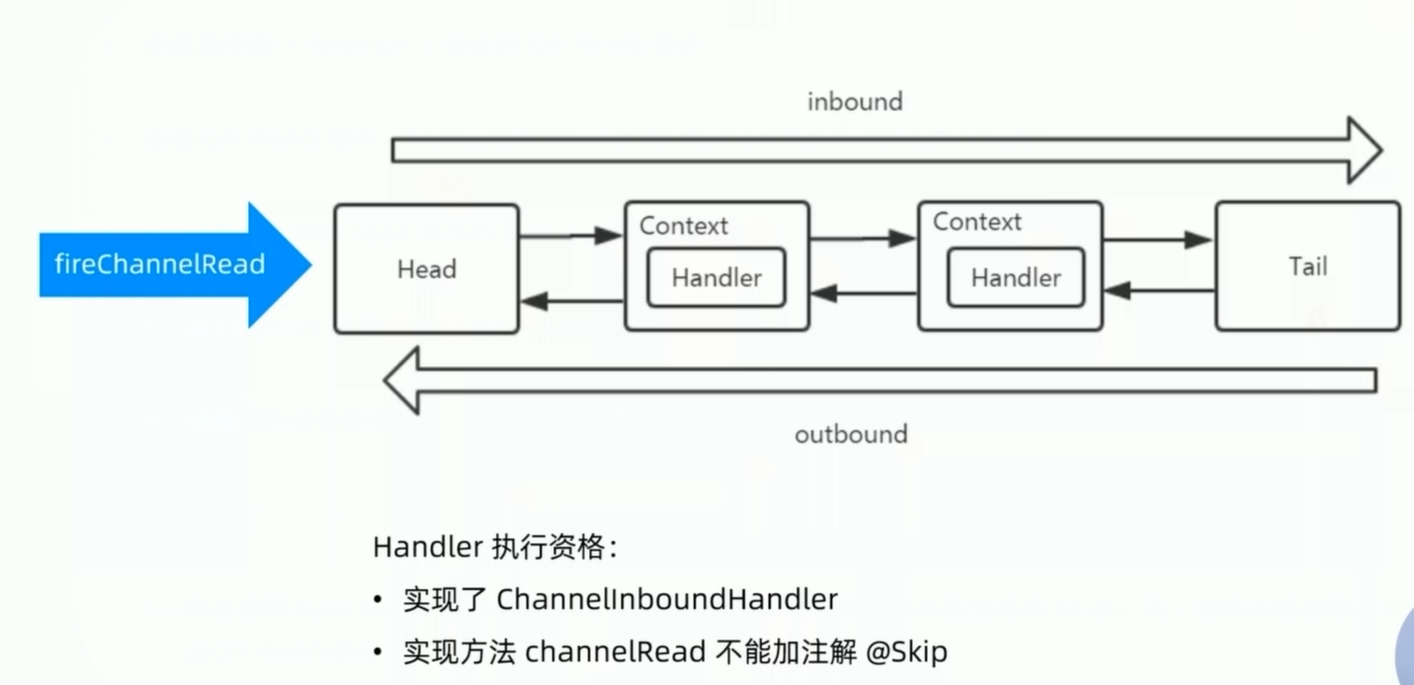 inbound
fireChannelRead
Head
Context
Handler
Context
Handler
Tail
outbound
Handler 执行资格：
• 实现了 ChannelInboundHandler
• 实现方法 channelRead 不能加注解 @Skip